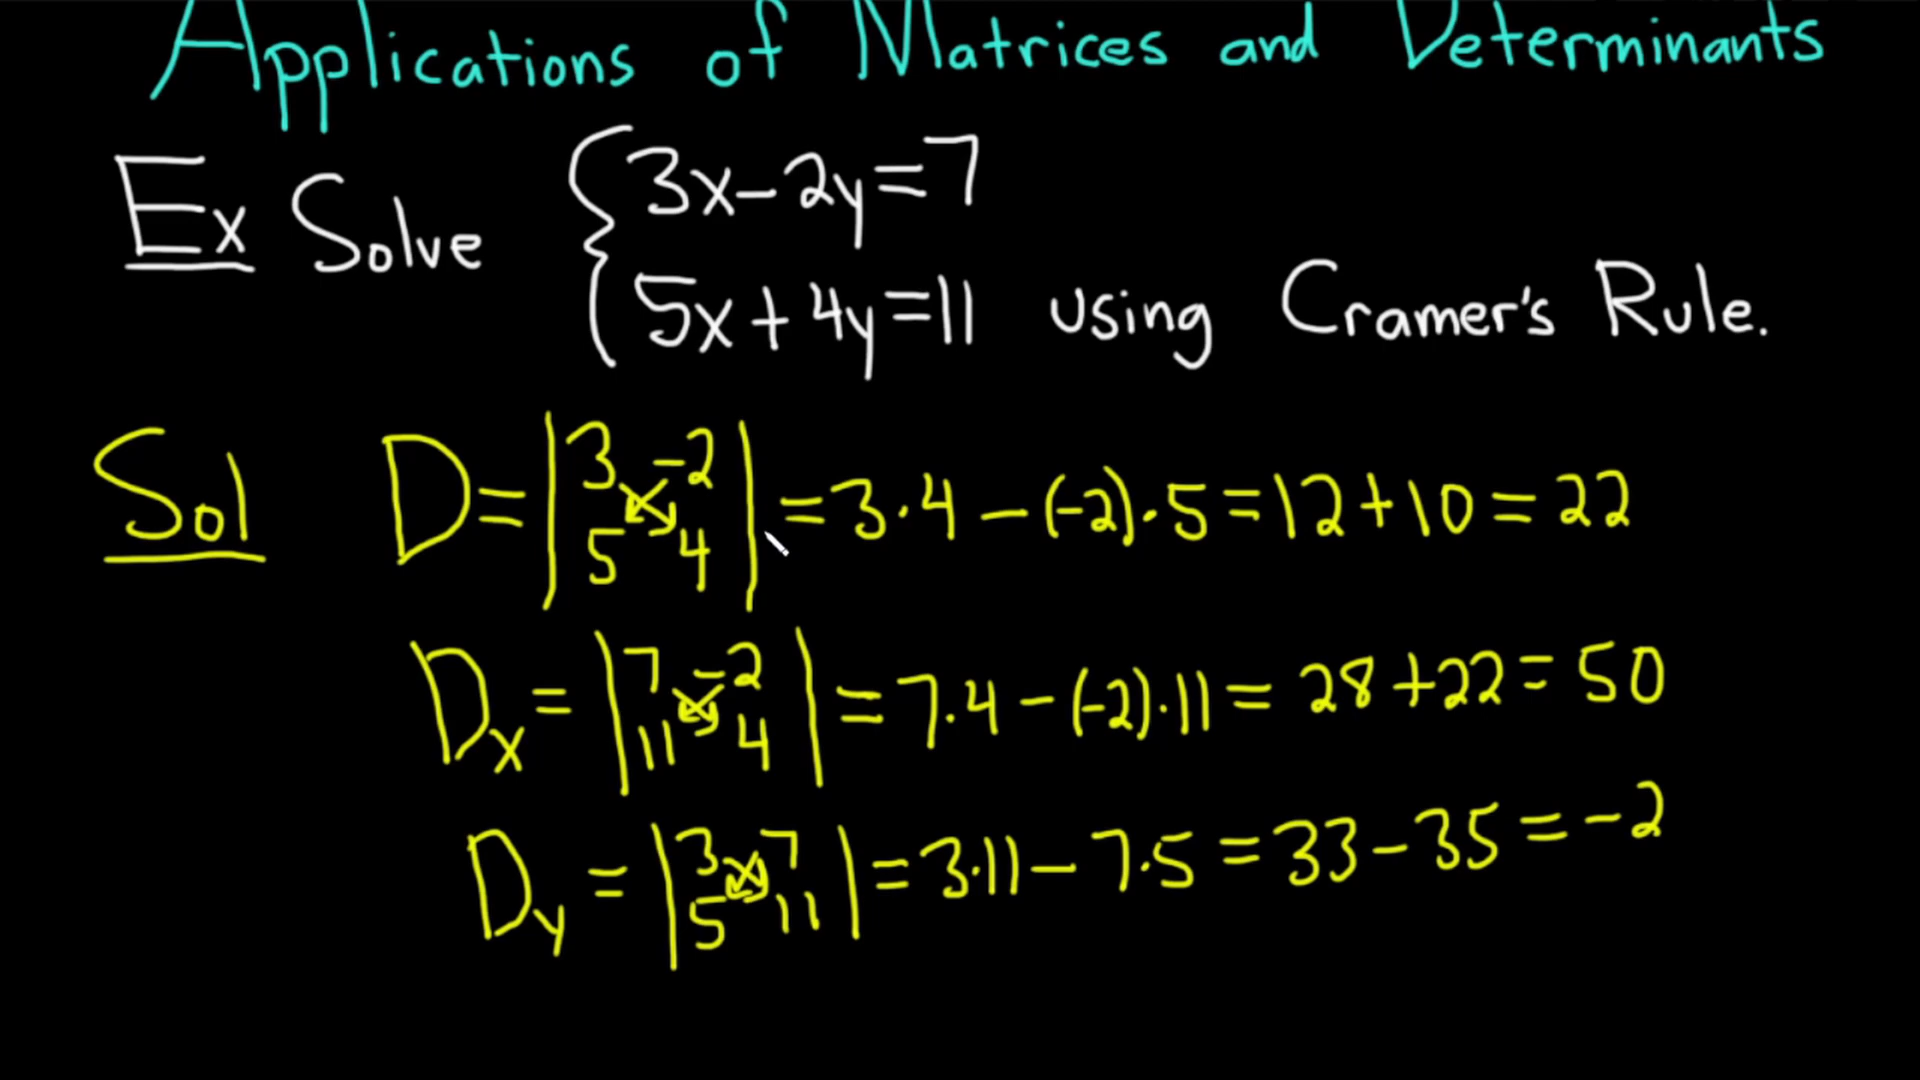 Applications of Matrices and Determinants
Ex Solve { 3x-2y=7
5x+4y=11 using Cramer's Rule.
Sol D = |3 -2| = 3·4 - (-2)·5 = 12+10 = 22
|5 4|
Dx = |7 -2| = 7·4 - (-2)·11 = 28+22 = 50
|11 4|
Dy = |3 7| = 3·11 - 7·5 = 33-35 = -2
|5 11|